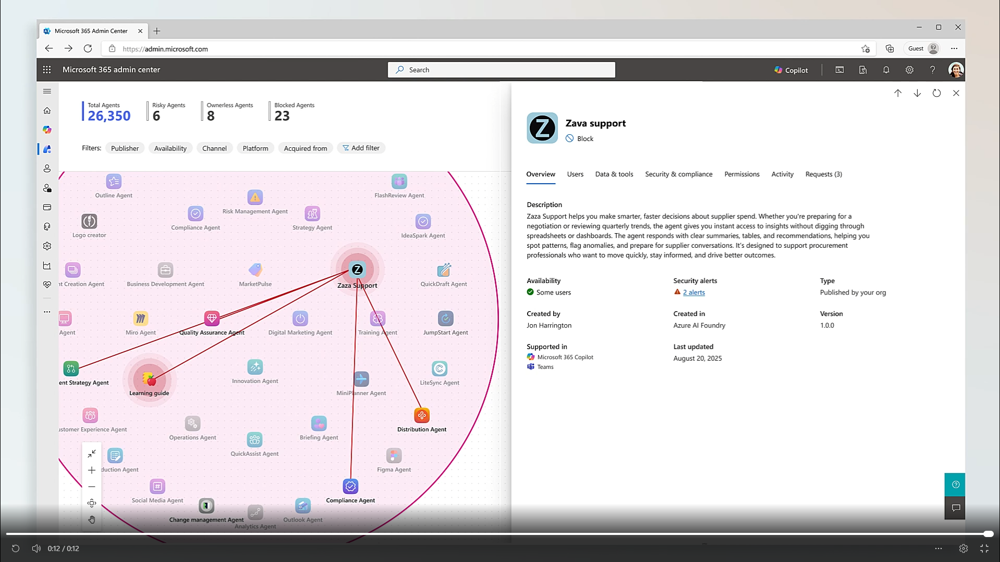 Microsoft 365 Admin Center
https://admin.microsoft.com
Guest
Microsoft 365 admin center
Search
Copilot
Total Agents
26,350
Risky Agents
6
Ownerless Agents
8
Blocked Agents
23
Filters: Publisher Availability Channel Platform Acquired from Add filter
Outline Agent
FlashReview Agent
Risk Management Agent
Compliance Agent
Strategy Agent
Logo creator
IdeaSpark Agent
Z
Zaza Support
nt Creation Agent
Business Development Agent
MarketPulse
QuickDraft Agent
Agent
Miro Agent
Quality Assurance Agent
Digital Marketing Agent
Training Agent
JumpStart Agent
ent Strategy Agent
Learning guide
Innovation Agent
MiniPlanner Agent
LiteSync Agent
ustomer Experience Agent
Operations Agent
Briefing Agent
Distribution Agent
QuickAssist Agent
duction Agent
Figma Agent
Social Media Agent
Compliance Agent
Change management Agent
Analytics Agent
Outlook Agent
Z
Zava support
Block
Overview Users Data & tools Security & compliance Permissions Activity Requests (3)
Description
Zaza Support helps you make smarter, faster decisions about supplier spend. Whether you're preparing for a
negotiation or reviewing quarterly trends, the agent gives you instant access to insights without digging through
spreadsheets or dashboards. The agent responds with clear summaries, tables, and recommendations, helping you
spot patterns, flag anomalies, and prepare for supplier conversations. It's designed to support procurement
professionals who want to move quickly, stay informed, and drive better outcomes.
Availability
Some users
Security alerts
2 alerts
Type
Published by your org
Created by
Jon Harrington
Created in
Azure AI Foundry
Version
1.0.0
Supported in
Microsoft 365 Copilot
Teams
Last updated
August 20, 2025
0:12 / 0:12